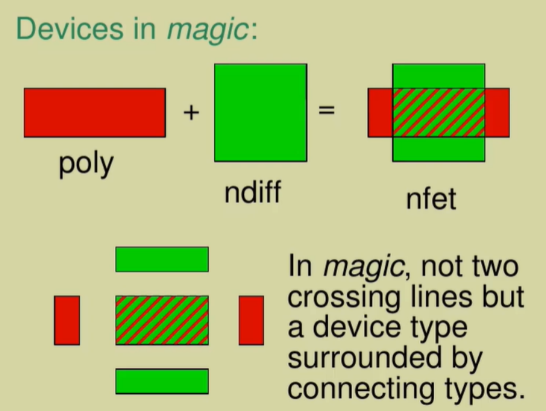 Devices in magic:
+
=
poly
ndiff
nfet
In magic, not two
crossing lines but
a device type
surrounded by
connecting types.